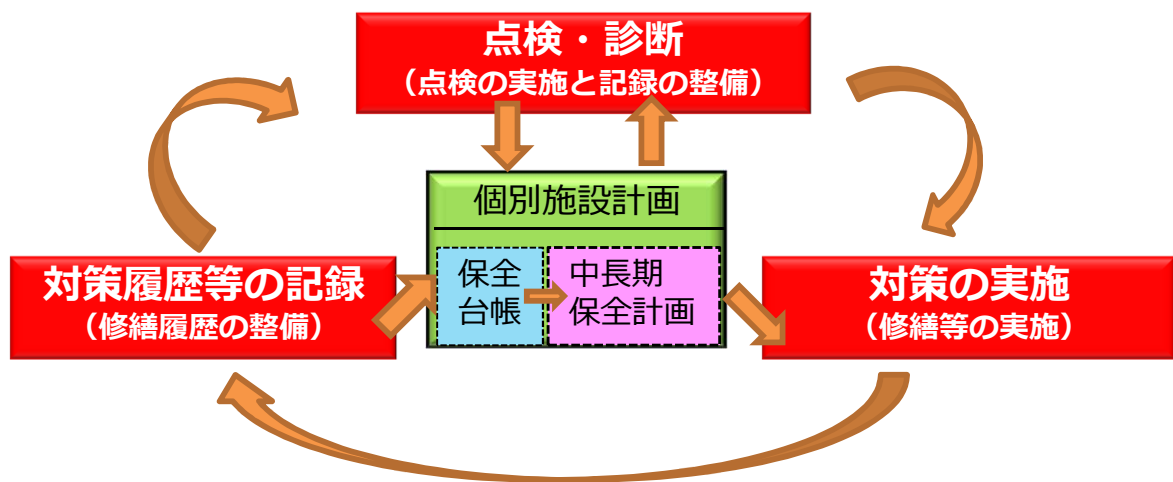 点検・診断
（点検の実施と記録の整備）
個別施設計画
保全
台帳
中長期
保全計画
対策履歴等の記録
（修繕履歴の整備）
対策の実施
（修繕等の実施）